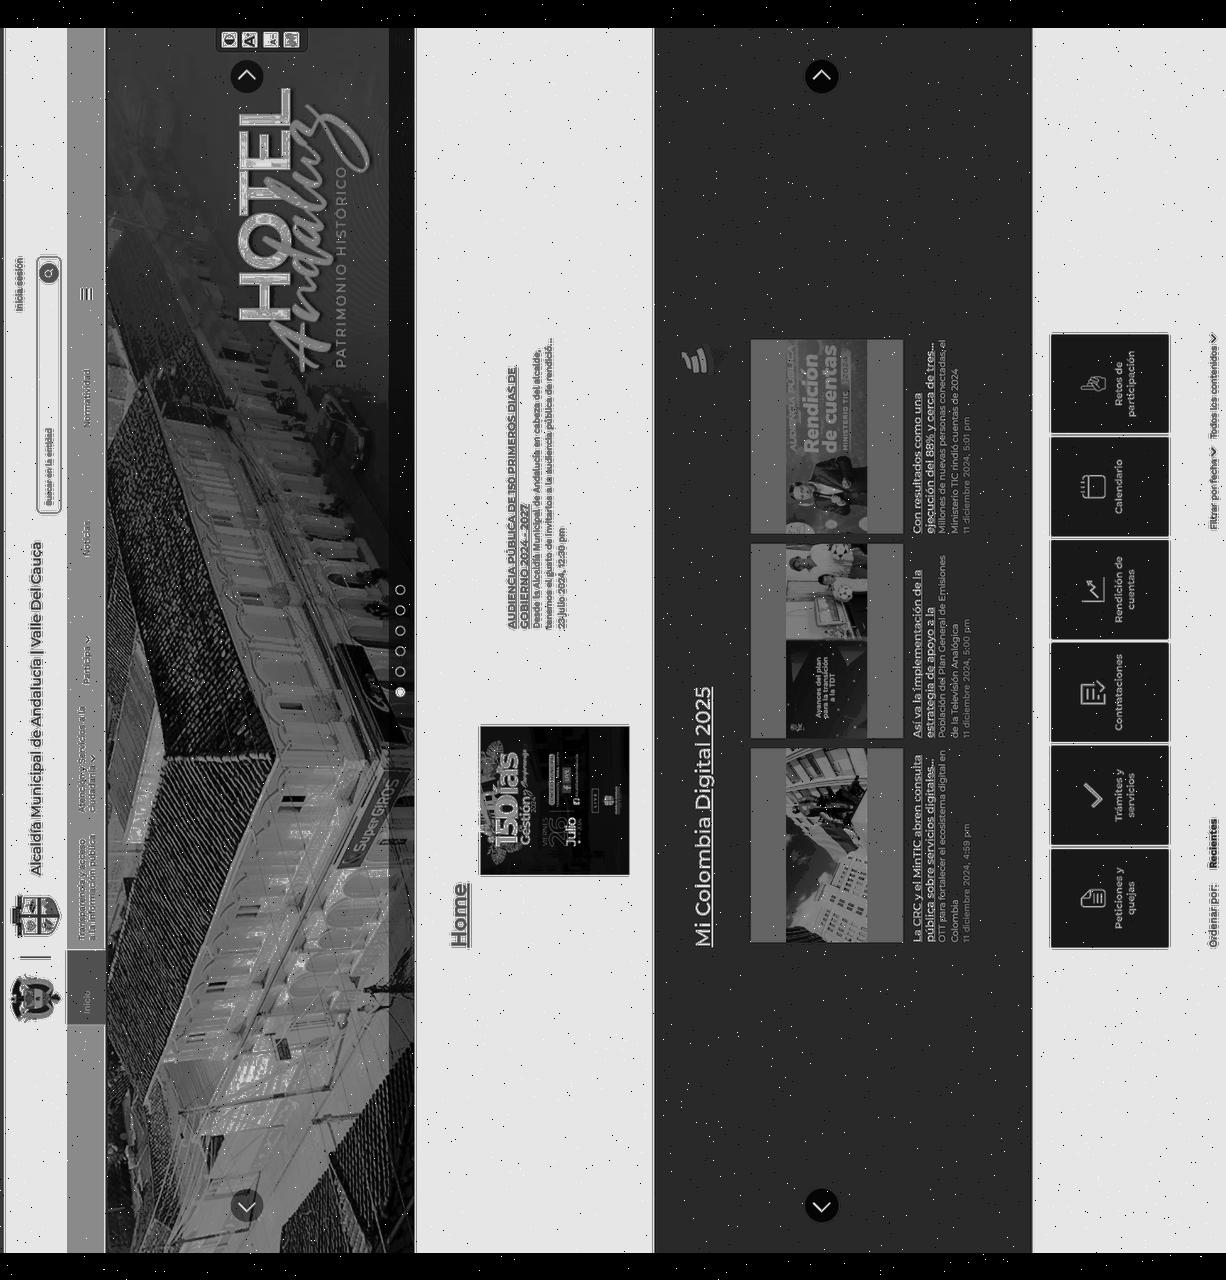 Inicia sesión
Alcaldía Municipal de Andalucía | Valle Del Cauca
Buscar en la entidad
Inicio
Transparencia y acceso
a la información pública
Atención y Servicios a la
Ciudadanía
Participa
Noticias
Normatividad
HOTEL
Andaluz
PATRIMONIO HISTÓRICO
SuperGIROS
Home
150 Días
Gestión
2024
VIERNES
26
Julio
AUDIENCIA PÚBLICA DE 150 PRIMEROS DIAS DE
GOBIERNO 2024 - 2027
Desde la Alcaldía Municipal de Andalucía en cabeza del alcalde,
tenemos el gusto de invitarlos a la audiencia pública de rendició...
23 julio 2024, 12:30 pm
Mi Colombia Digital 2025
La CRC y el MinTIC abren consulta
pública sobre servicios digitales...
OTT para fortalecer el ecosistema digital en
Colombia
11 diciembre 2024, 4:59 pm
Avances del plan
para la transición
a la TDT
Así va la implementación de la
estrategia de apoyo a la
Población del Plan General de Emisiones
de la Televisión Analógica
11 diciembre 2024, 5:00 pm
AUDIENCIA PÚBLICA
Rendición
de cuentas
MINISTERIO TIC
Con resultados como una
ejecución del 88% y cerca de tres...
Millones de nuevas personas conectadas, el
Ministerio TIC rindió cuentas de 2024
11 diciembre 2024, 5:01 pm
Peticiones y
quejas
Trámites y
servicios
Contrataciones
Rendición de
cuentas
Calendario
Retos de
participación
Ordenar por:
Recientes
Filtrar por fecha
Todos los contenidos